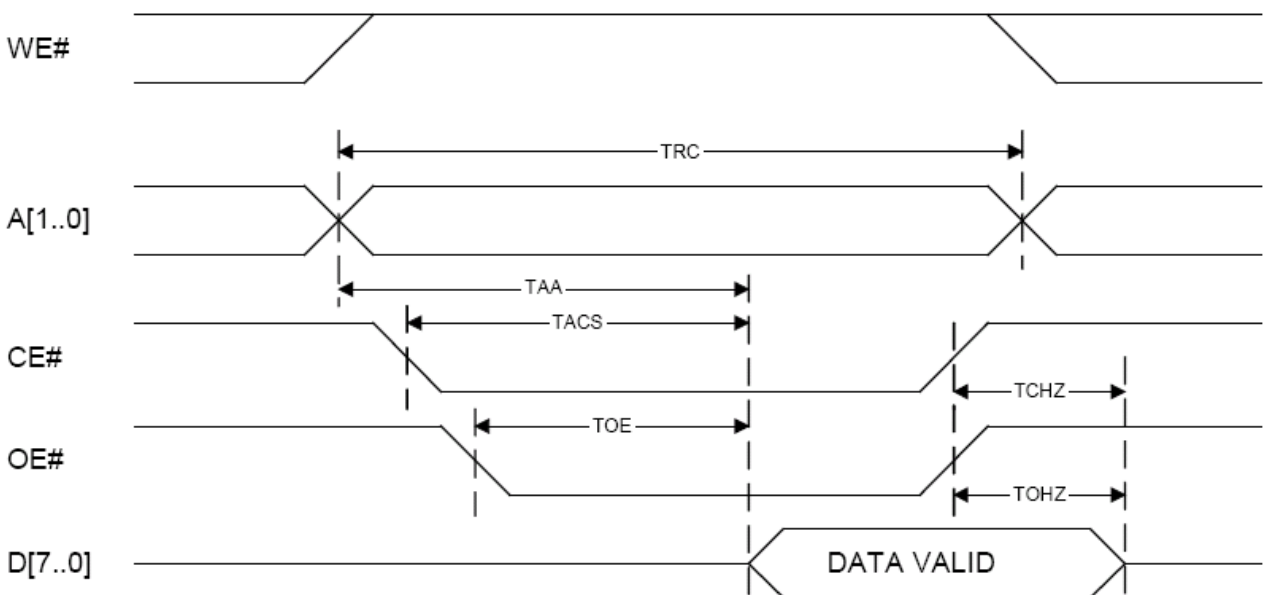 WE#
TRC
A[1..0]
TAA
TACS
CE#
TCHZ
TOE
OE#
TOHZ
D[7..0]
DATA VALID